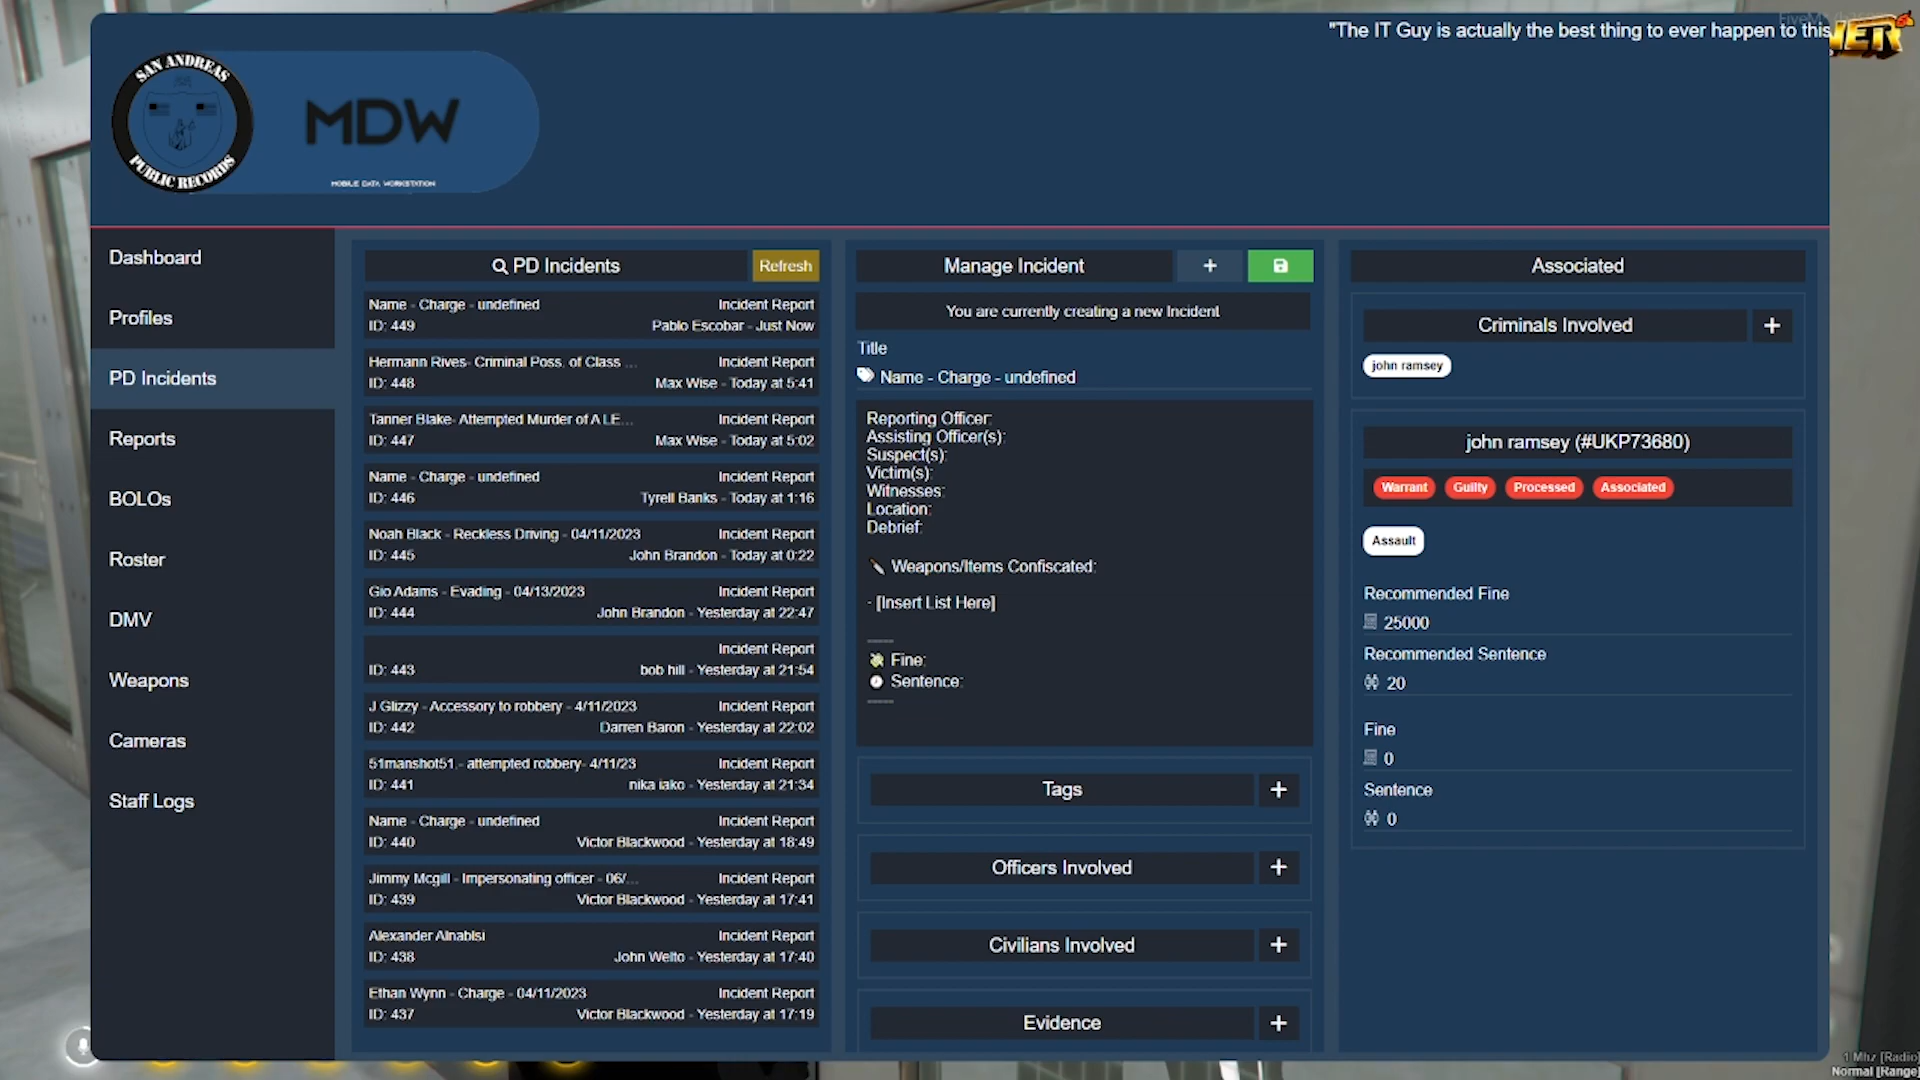 "The IT Guy is actually the best thing to ever happen to this
SAN ANDREAS
PUBLIC RECORDS
MDW
MOBILE DATA WORKSTATION
Dashboard
Profiles
PD Incidents
Reports
BOLOs
Roster
DMV
Weapons
Cameras
Staff Logs
PD Incidents
Refresh
Name - Charge - undefined Incident Report
ID: 449 Pablo Escobar - Just Now
Hermann Rives- Criminal Poss. of Class ... Incident Report
ID: 448 Max Wise - Today at 5:41
Tanner Blake- Attempted Murder of A LE... Incident Report
ID: 447 Max Wise - Today at 5:02
Name - Charge - undefined Incident Report
ID: 446 Tyrell Banks - Today at 1:16
Noah Black - Reckless Driving - 04/11/2023 Incident Report
ID: 445 John Brandon - Today at 0:22
Gio Adams - Evading - 04/13/2023 Incident Report
ID: 444 John Brandon - Yesterday at 22:47
Incident Report
ID: 443 bob hill - Yesterday at 21:54
J Glizzy - Accessory to robbery - 4/11/2023 Incident Report
ID: 442 Darren Baron - Yesterday at 22:02
51manshot51 - attempted robbery- 4/11/23 Incident Report
ID: 441 nika iako - Yesterday at 21:34
Name - Charge - undefined Incident Report
ID: 440 Victor Blackwood - Yesterday at 18:49
Jimmy Mcgill - Impersonating officer - 06/... Incident Report
ID: 439 Victor Blackwood - Yesterday at 17:41
Alexander Alnablsi Incident Report
ID: 438 John Welto - Yesterday at 17:40
Ethan Wynn - Charge - 04/11/2023 Incident Report
ID: 437 Victor Blackwood - Yesterday at 17:19
Manage Incident +
You are currently creating a new Incident
Title
Name - Charge - undefined
Reporting Officer:
Assisting Officer(s):
Suspect(s):
Victim(s):
Witnesses:
Location:
Debrief:
Weapons/Items Confiscated:
- [Insert List Here]
-----
Fine:
Sentence:
-----
Tags +
Officers Involved +
Civilians Involved +
Evidence +
Associated
Criminals Involved +
john ramsey
john ramsey (#UKP73680)
Warrant Guilty Processed Associated
Assault
Recommended Fine
25000
Recommended Sentence
20
Fine
0
Sentence
0
1 Mhz [Radio]
Normal [Range]